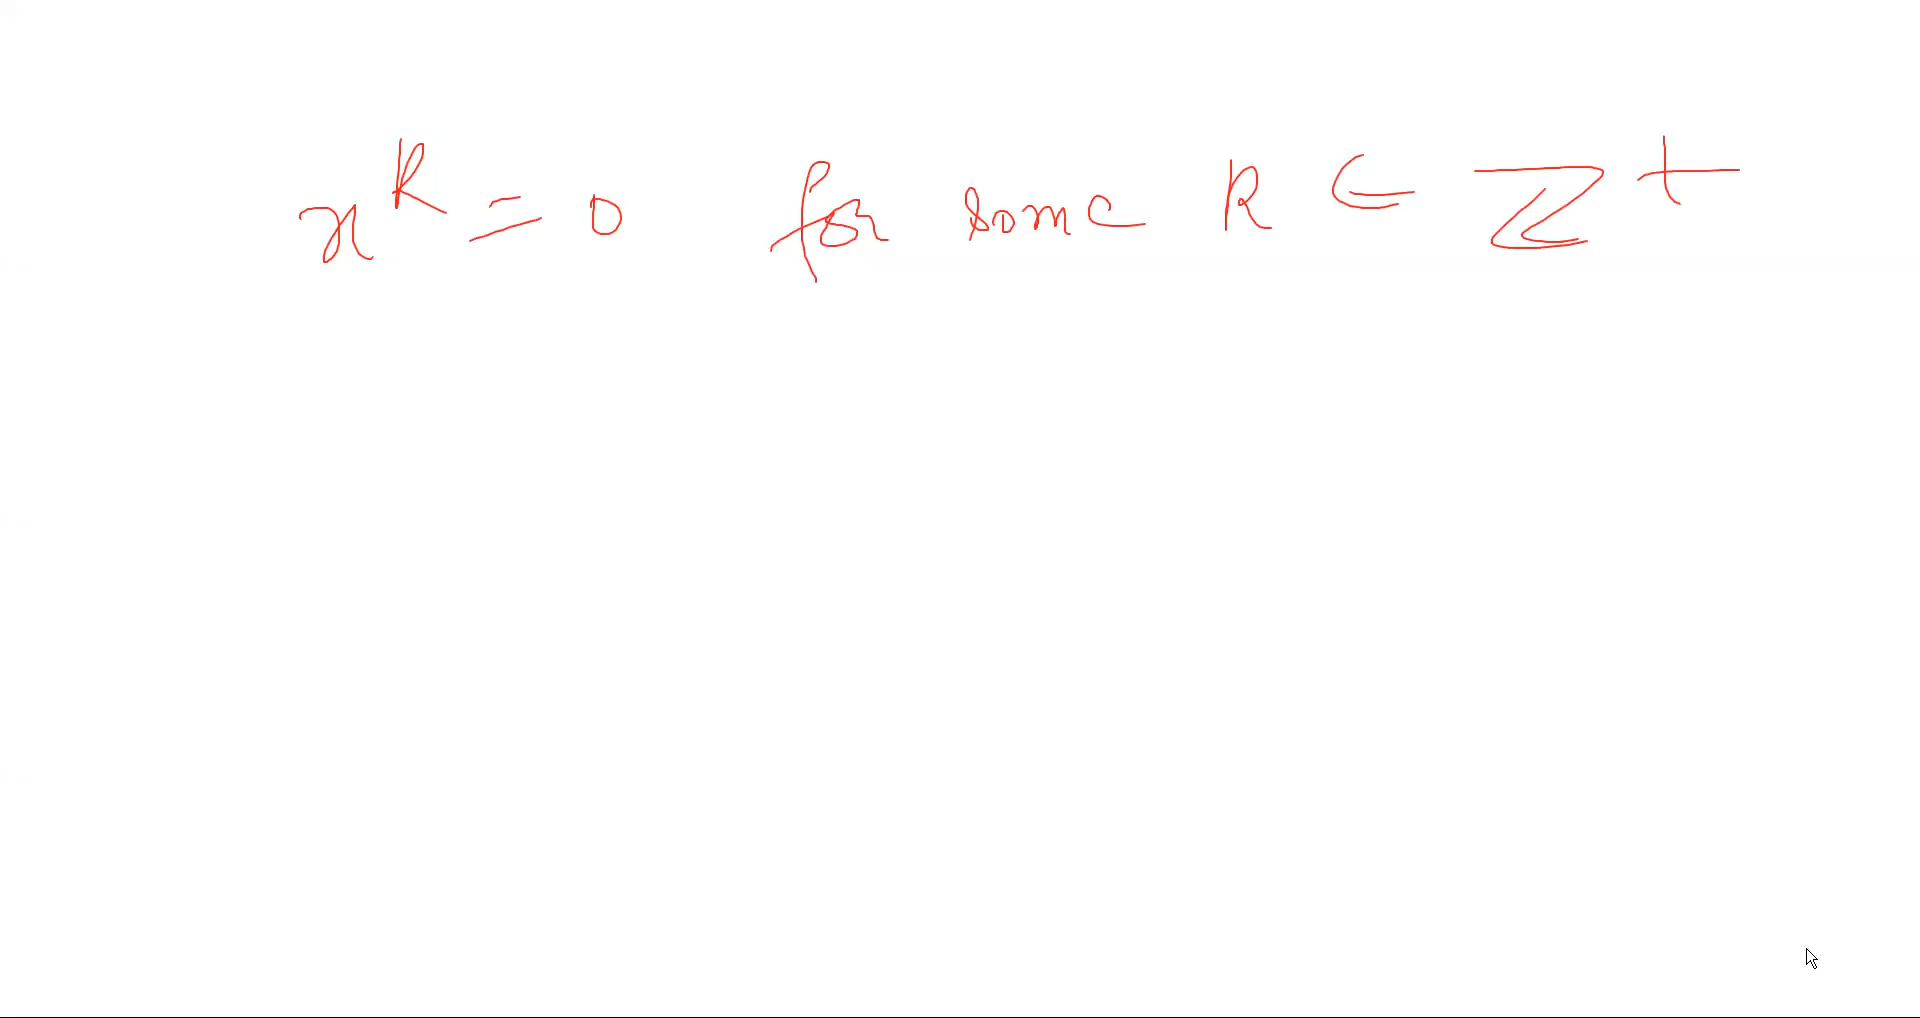 x^k = 0 for some k ∈ ℤ^+